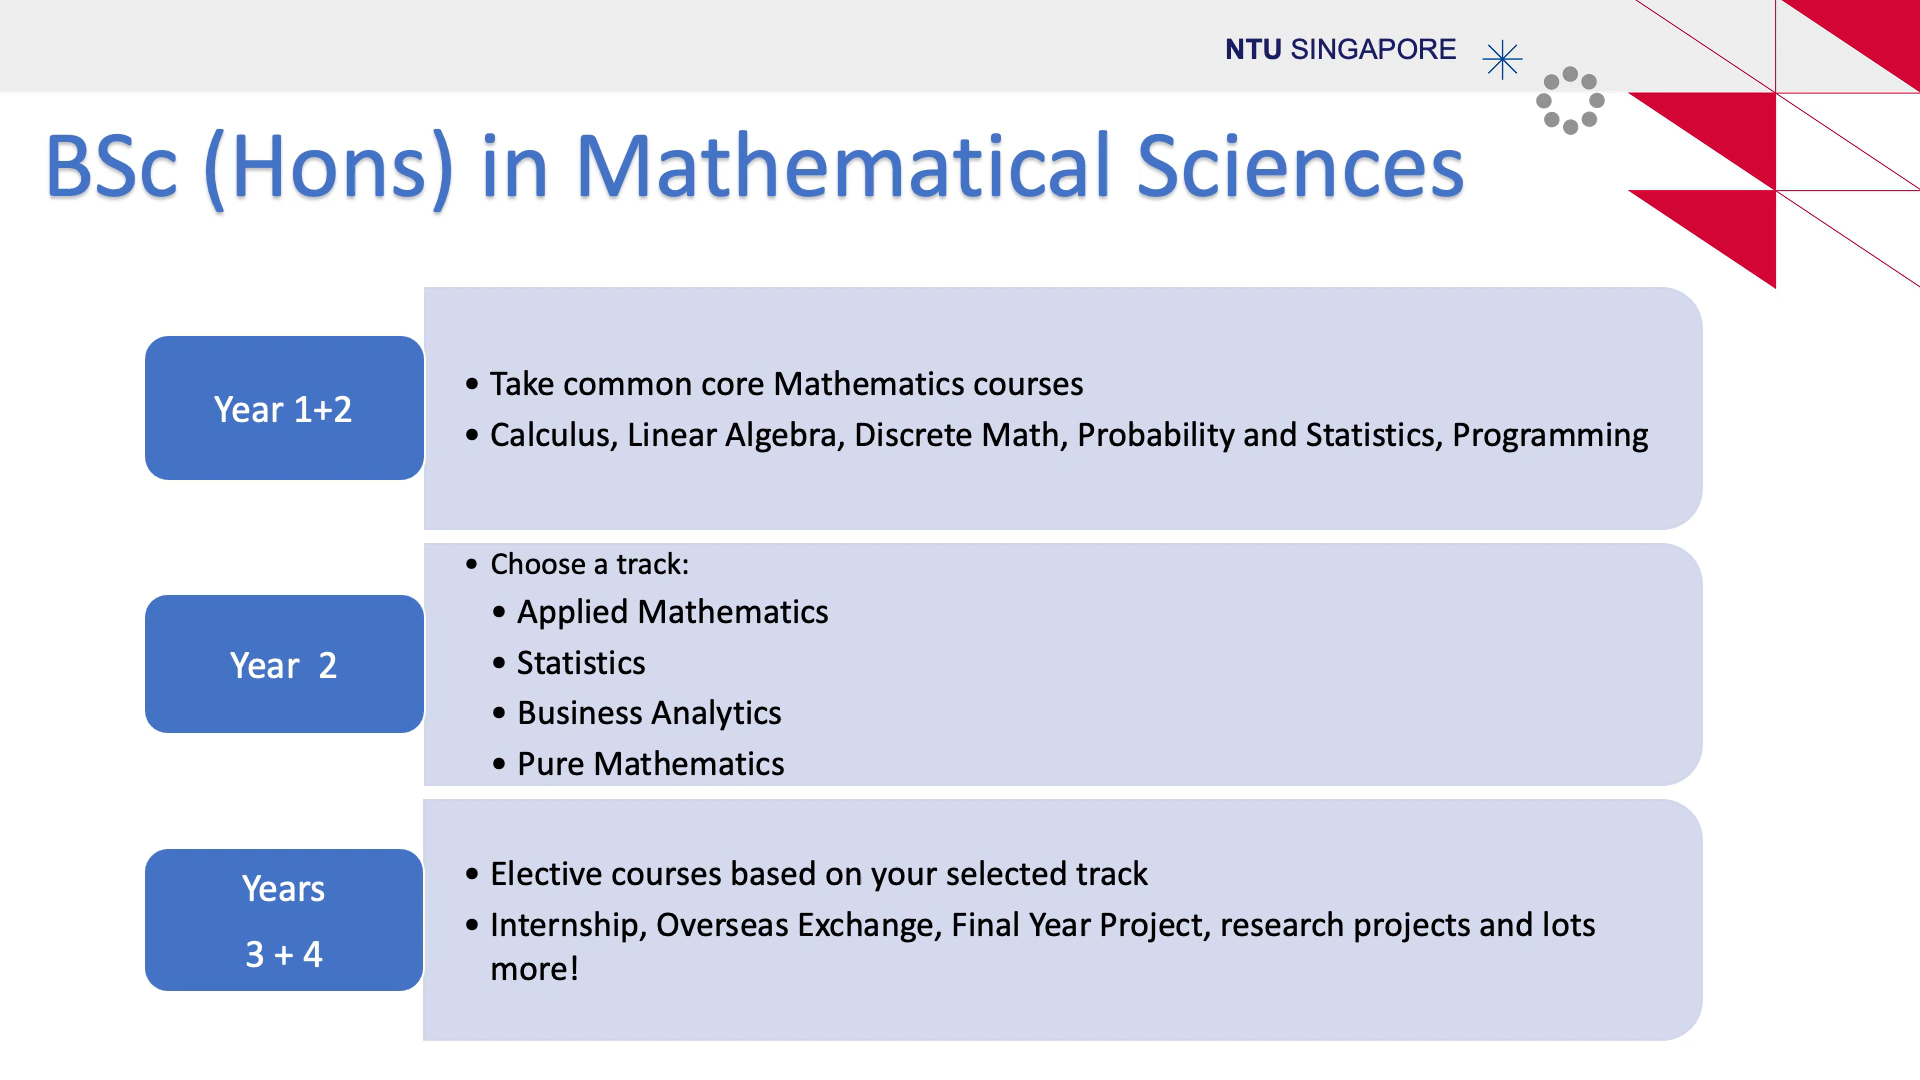 NTU SINGAPORE
BSc (Hons) in Mathematical Sciences
Year 1+2
• Take common core Mathematics courses
• Calculus, Linear Algebra, Discrete Math, Probability and Statistics, Programming
Year 2
• Choose a track:
• Applied Mathematics
• Statistics
• Business Analytics
• Pure Mathematics
Years
3 + 4
• Elective courses based on your selected track
• Internship, Overseas Exchange, Final Year Project, research projects and lots
more!